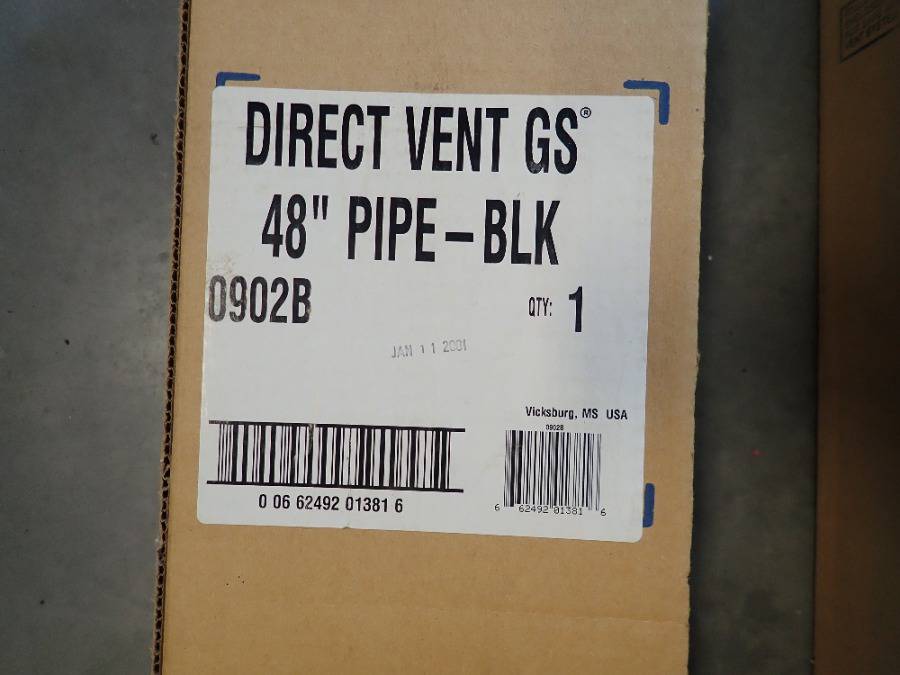 DIRECT VENT GS®
48" PIPE–BLK
0902B
QTY: 1
JAN 11 2001
Vicksburg, MS USA
0902B
0 06 62492 01381 6
6 62492 01381 6